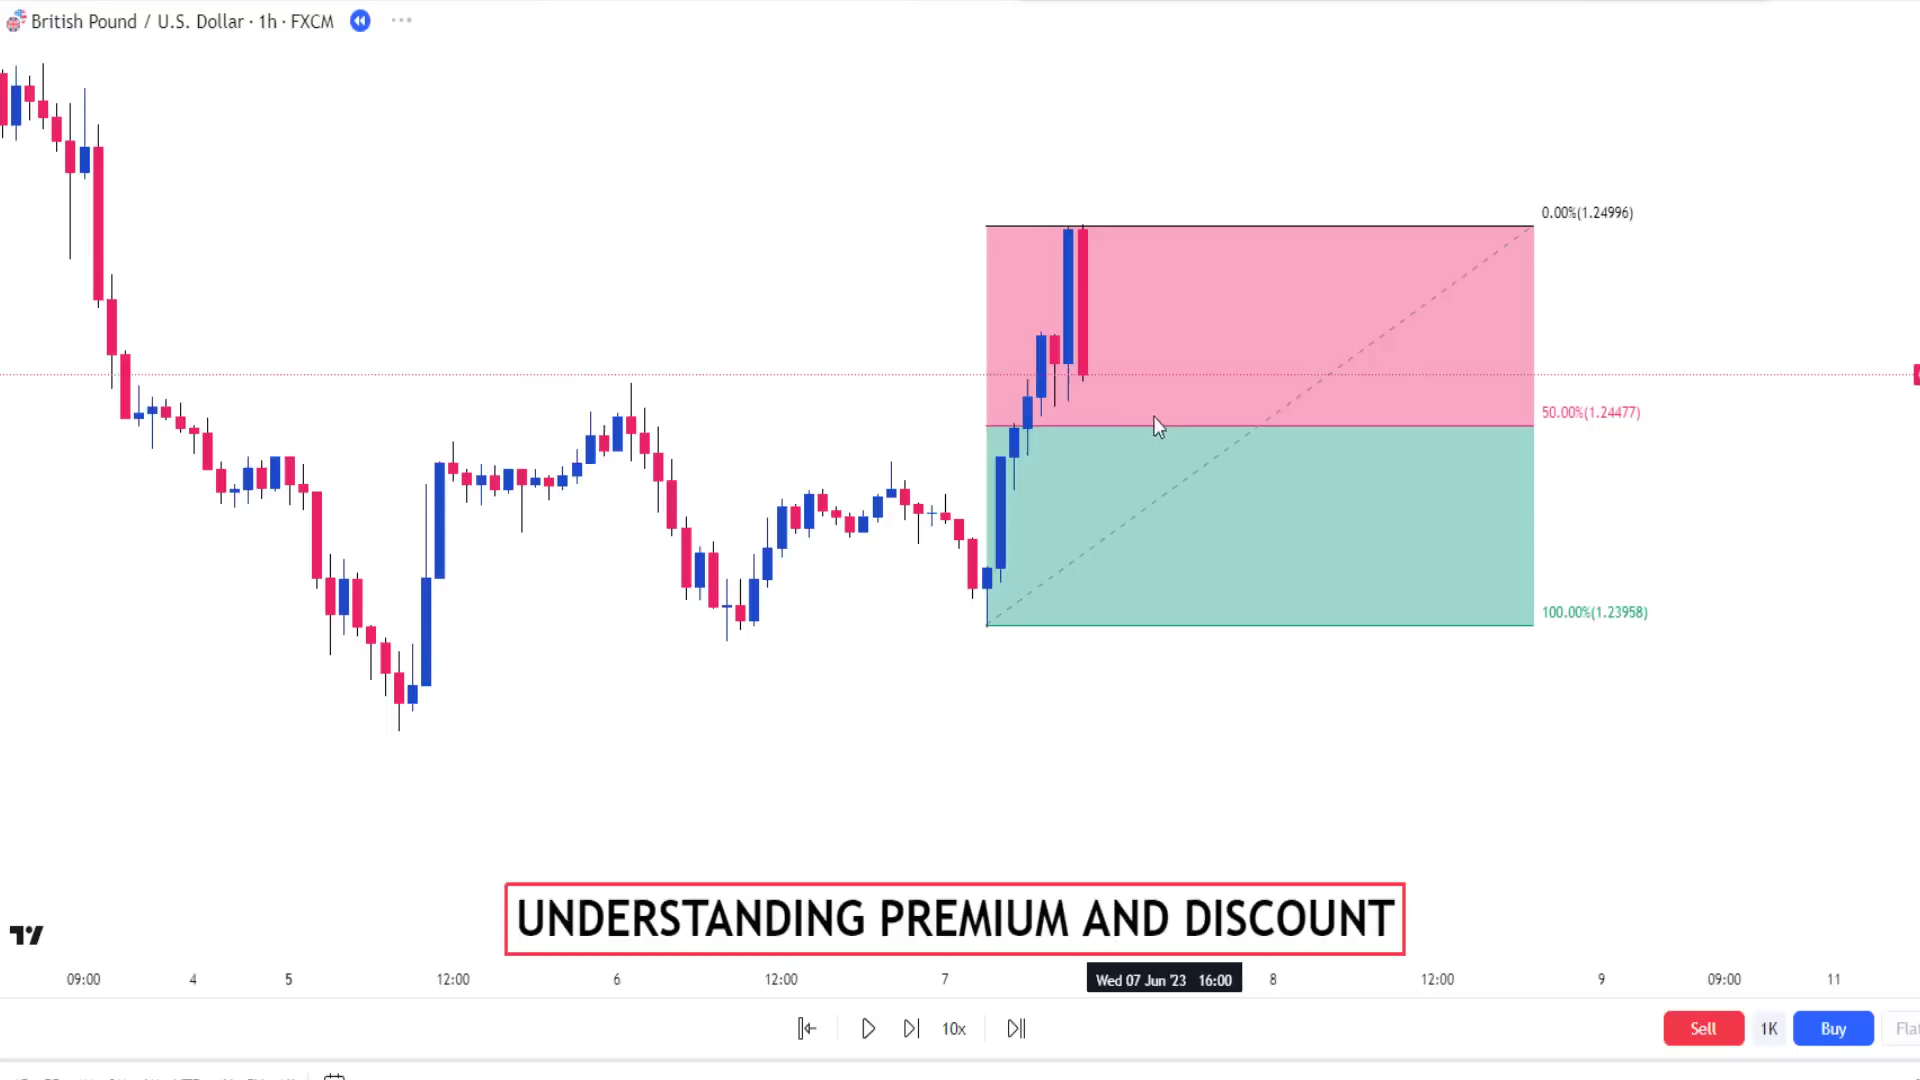 British Pound / U.S. Dollar · 1h · FXCM
0.00%(1.24996)
50.00%(1.24477)
100.00%(1.23958)
UNDERSTANDING PREMIUM AND DISCOUNT
09:00 4 5 12:00 6 12:00 7 Wed 07 Jun '23 16:00 8 12:00 9 09:00 11
10x
Sell 1K Buy